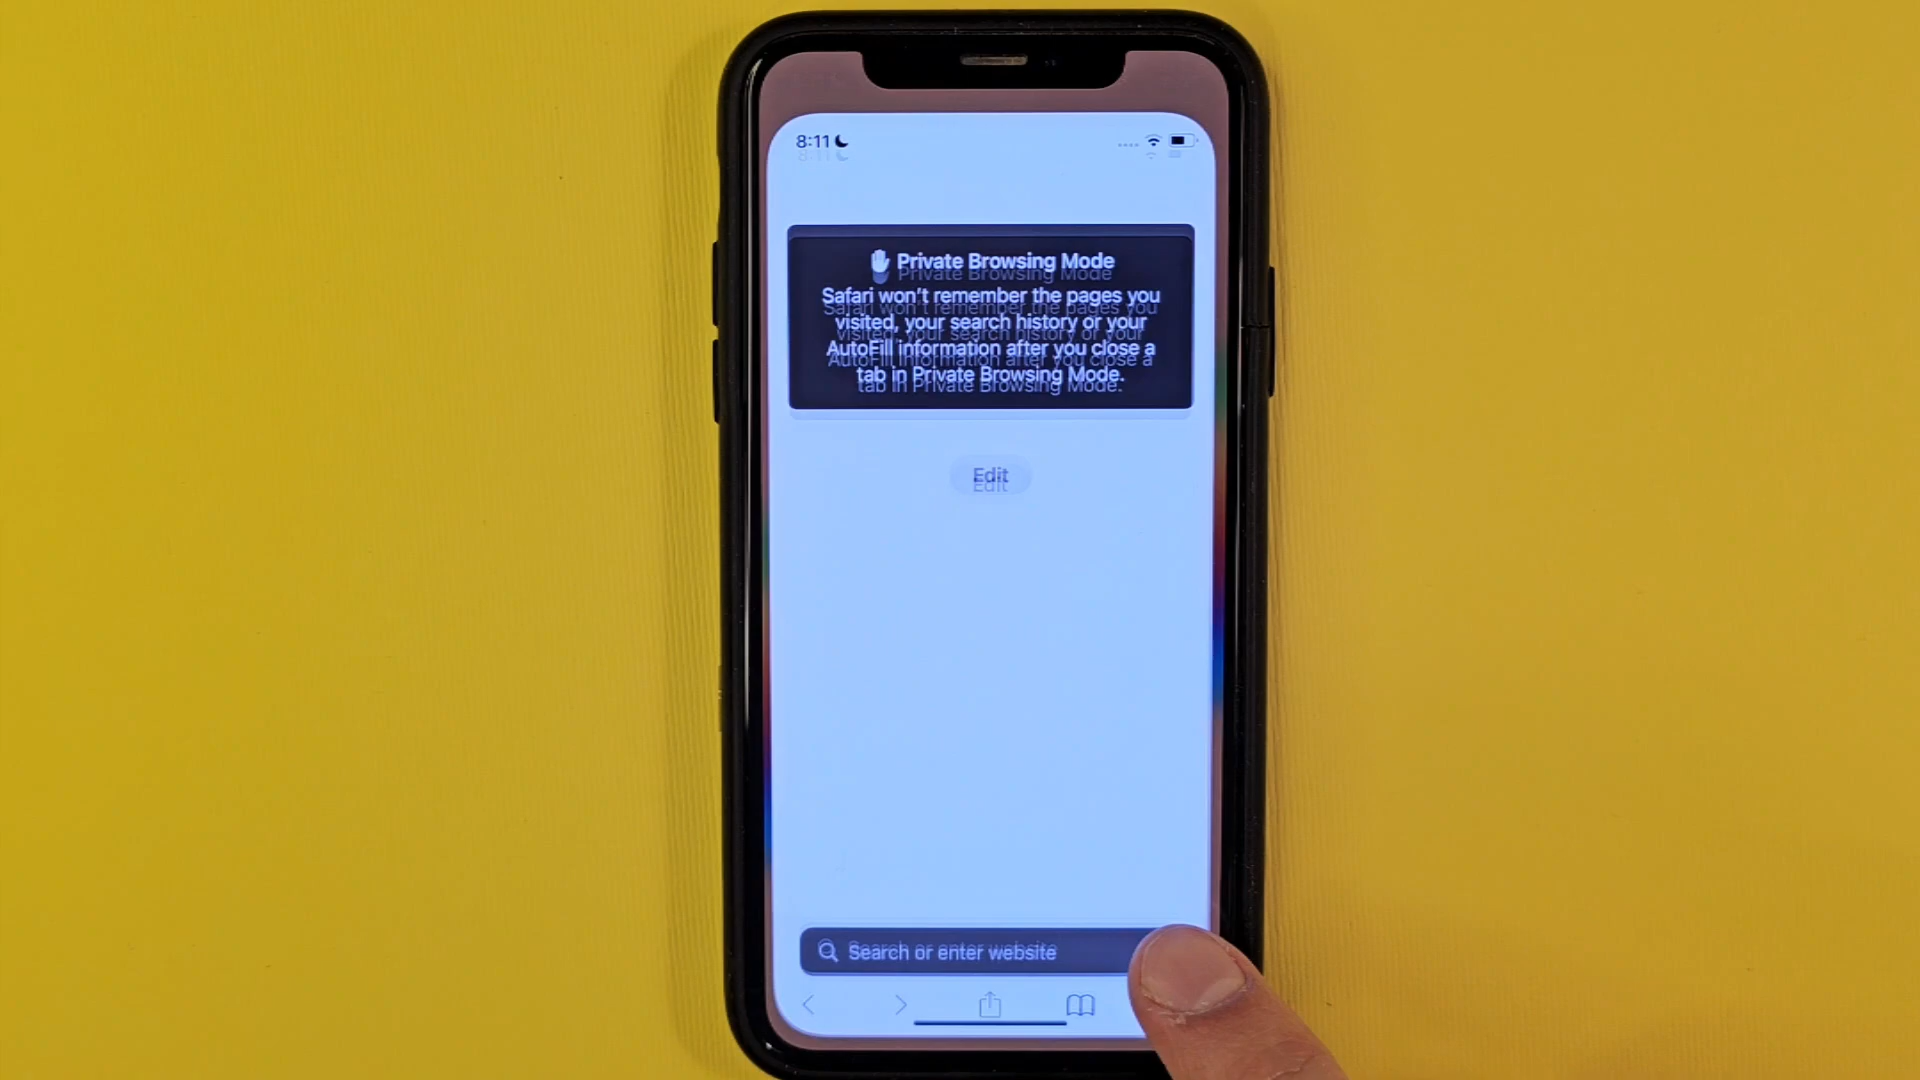 8:11
Private Browsing Mode
Safari won't remember the pages you
visited, your search history or your
AutoFill information after you close a
tab in Private Browsing Mode.
Edit
Search or enter website